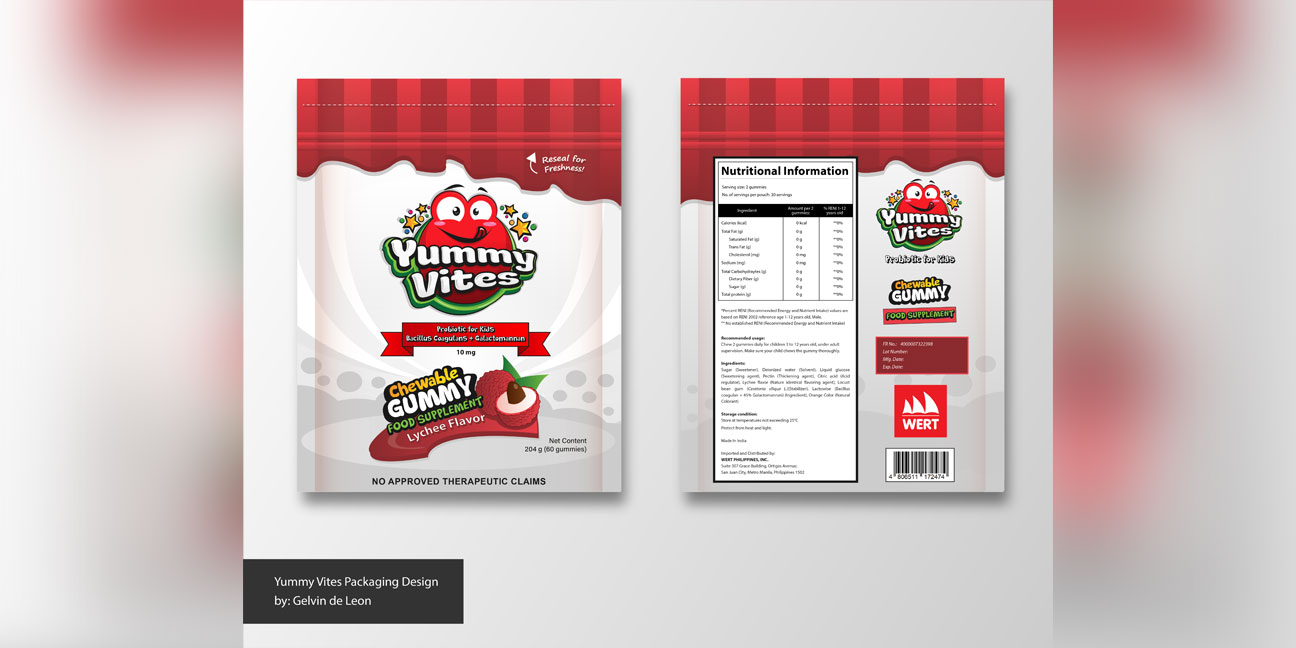 Reseal for
Freshness!
Yummy
Vites
Probiotic for Kids
Bacillus Coagulans + Galactomannan
10 mg
Chewable
GUMMY
FOOD SUPPLEMENT
Lychee Flavor
Net Content
204 g (60 gummies)
NO APPROVED THERAPEUTIC CLAIMS
Nutritional Information
Serving size: 2 gummies
No. of servings per pouch: 30 servings
Ingredient Amount per 2 gummies % RENI 1-12 years old
Calories (kcal) 0 kcal **0%
Total Fat (g) 0 g **0%
Saturated Fat (g) 0 g **0%
Trans Fat (g) 0 g **0%
Cholesterol (mg) 0 mg **0%
Sodium (mg) 0 mg **0%
Total Carbohydreytes (g) 0 g **0%
Dietary Fiber (g) 0 g **0%
Sugar (g) 0 g **0%
Total protein (g) 0 g **0%
*Percent RENI (Recommended Energy and Nutrient Intake) values are
based on RENI 2002 reference age 1-12 years old, Male.
**No established RENI (Recommended Energy and Nutrient Intake)
Recommended usage:
Chew 2 gummies daily for children 3 to 12 years old, under adult
supervision. Make sure your child chews the gummy thoroughly.
Ingredients:
Sugar (Sweetener), Deionized water (Solvent), Liquid glucose
(Sweetening agent), Pectin (Thickening agent), Citric acid (Acid
regulator), Lychee flavor (Nature identical flavoring agent), Locust
bean gum (Ceratonia siliqua L.)(Stabilizer), Lactowise (Bacillus
coagulan + 45% Galactomannan) (Ingredient), Orange Color (Natural
Colorant)
Storage condition:
Store at temperatures not exceeding 25°C
Protect from heat and light.
Made in India
Imported and Distributed by:
WERT PHILIPPINES, INC.
Suite 307 Grace Building, Ortigas Avenue,
San Juan City, Metro Manila, Philippines 1502
Yummy
Vites
Probiotic for Kids
Chewable
GUMMY
FOOD SUPPLEMENT
FR No.: 4000007322398
Lot Number:
Mfg. Date:
Exp. Date:
WERT
4 606511 172474
Yummy Vites Packaging Design
by: Gelvin de Leon